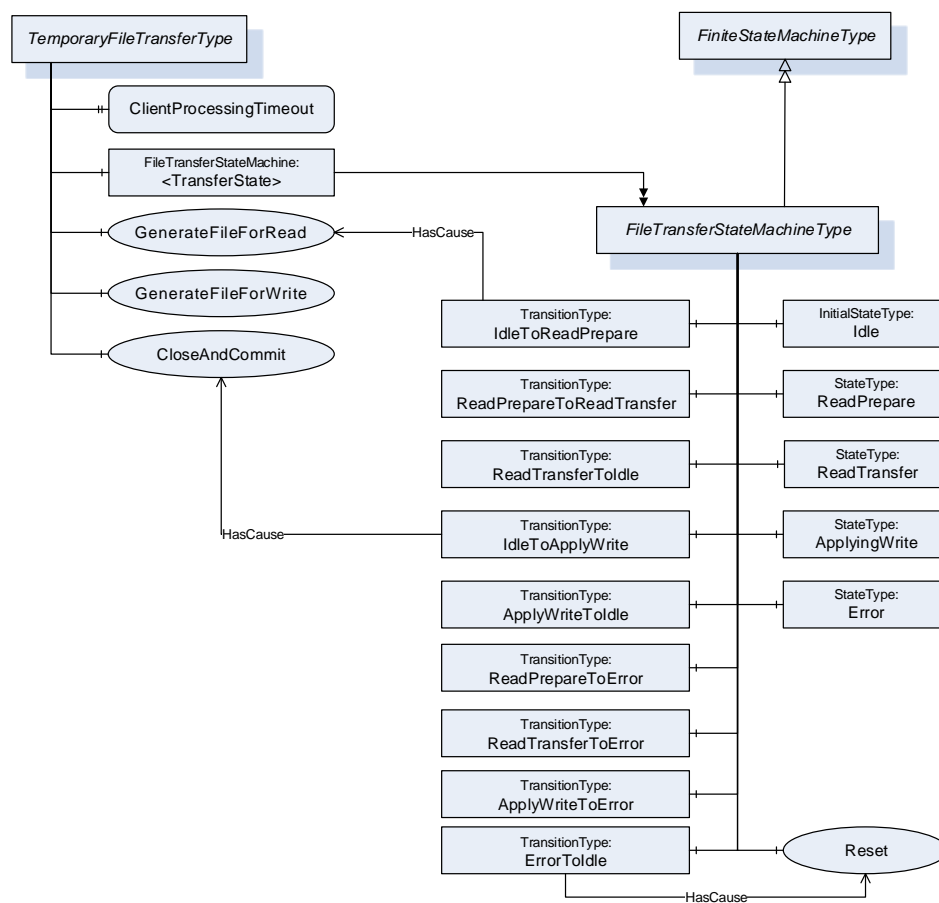 TemporaryFileTransferType
FiniteStateMachineType
ClientProcessingTimeout
FileTransferStateMachine:
<TransferState>
GenerateFileForRead
HasCause
FileTransferStateMachineType
GenerateFileForWrite
CloseAndCommit
TransitionType:
IdleToReadPrepare
InitialStateType:
Idle
TransitionType:
ReadPrepareToReadTransfer
StateType:
ReadPrepare
TransitionType:
ReadTransferToIdle
StateType:
ReadTransfer
HasCause
TransitionType:
IdleToApplyWrite
StateType:
ApplyingWrite
TransitionType:
ApplyWriteToIdle
StateType:
Error
TransitionType:
ReadPrepareToError
TransitionType:
ReadTransferToError
TransitionType:
ApplyWriteToError
TransitionType:
ErrorToIdle
Reset
HasCause